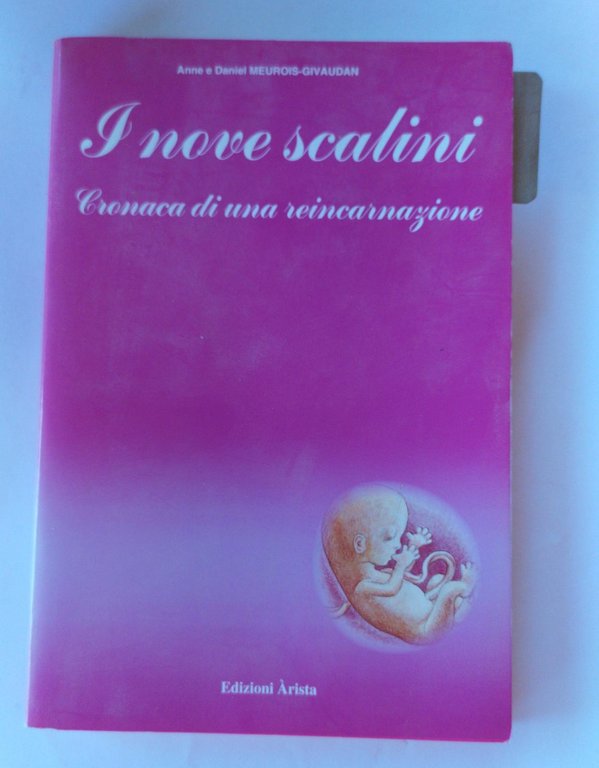 Anne e Daniel MEUROIS-GIVAUDAN
I nove scalini
Cronaca di una reincarnazione
Edizioni Àrista